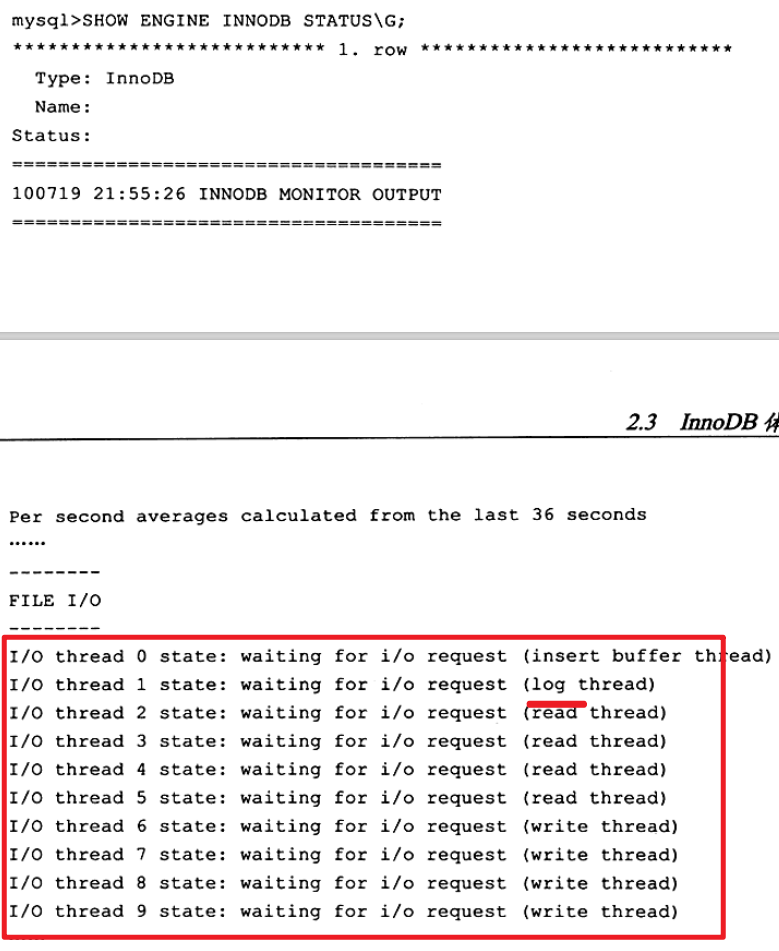 mysql>SHOW ENGINE INNODB STATUS\G;
*************************** 1. row ***************************
Type: InnoDB
Name:
Status:
=====================================
100719 21:55:26 INNODB MONITOR OUTPUT
=====================================
2.3 InnoDB
Per second averages calculated from the last 36 seconds
……
--------
FILE I/O
--------
I/O thread 0 state: waiting for i/o request (insert buffer thread)
I/O thread 1 state: waiting for i/o request (log thread)
I/O thread 2 state: waiting for i/o request (read thread)
I/O thread 3 state: waiting for i/o request (read thread)
I/O thread 4 state: waiting for i/o request (read thread)
I/O thread 5 state: waiting for i/o request (read thread)
I/O thread 6 state: waiting for i/o request (write thread)
I/O thread 7 state: waiting for i/o request (write thread)
I/O thread 8 state: waiting for i/o request (write thread)
I/O thread 9 state: waiting for i/o request (write thread)